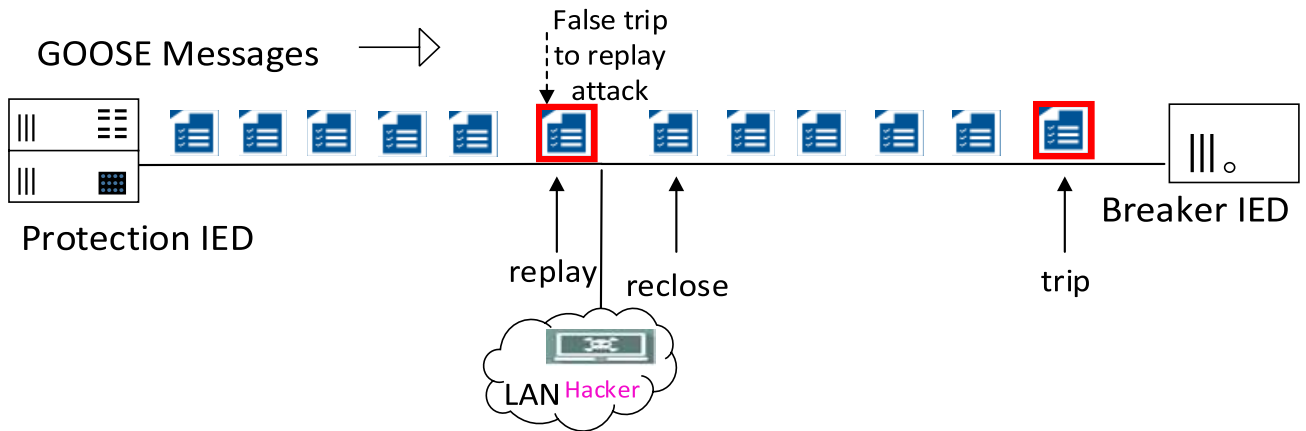 GOOSE Messages
False trip
to replay
attack
Protection IED
Breaker IED
replay
reclose
trip
LAN
Hacker